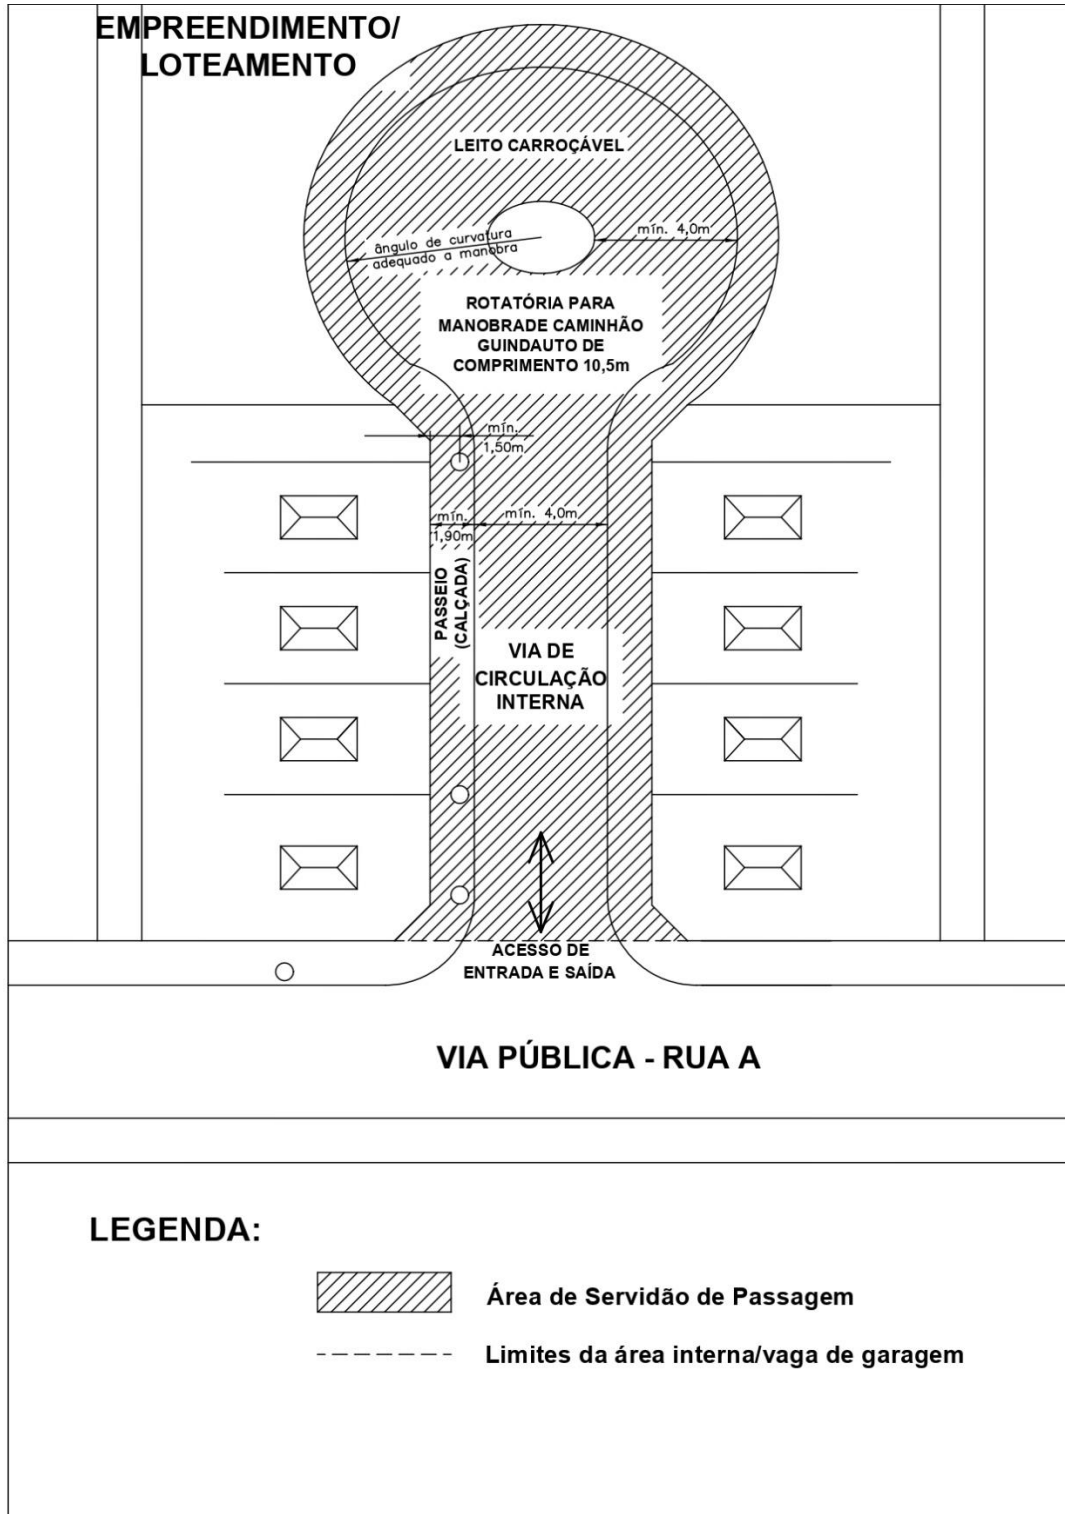 EMPREENDIMENTO/
LOTEAMENTO
LEITO CARROÇÁVEL
mín. 4,0m
ângulo de curvatura
adequado a manobra
ROTATÓRIA PARA
MANOBRADE CAMINHÃO
GUINDAUTO DE
COMPRIMENTO 10,5m
mín.
1,50m
mín.
1,90m
mín. 4,0m
PASSEIO
(CALÇADA)
VIA DE
CIRCULAÇÃO
INTERNA
ACESSO DE
ENTRADA E SAÍDA
VIA PÚBLICA - RUA A
LEGENDA:
Área de Servidão de Passagem
Limites da área interna/vaga de garagem